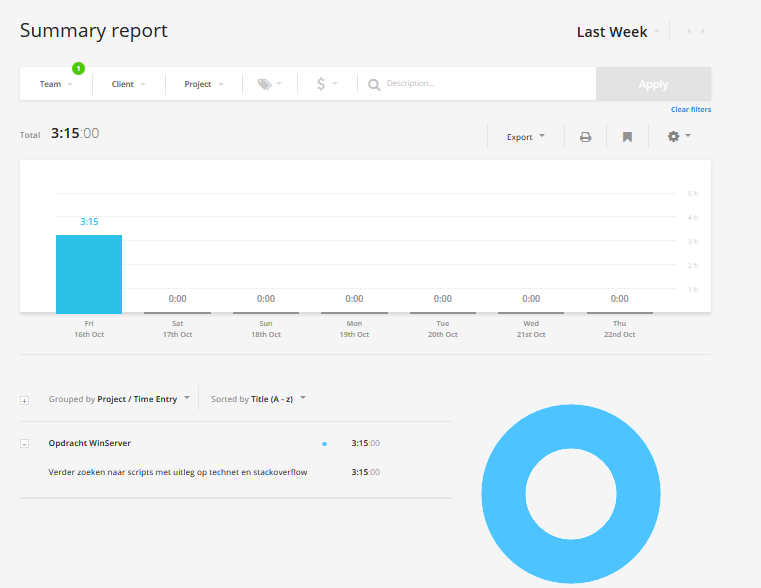 Summary report
Last Week
1
Team Client Project $ Description... Apply
Clear filters
Total 3:15:00
Export
5 h
4 h
3 h
2 h
1 h
3:15 0:00 0:00 0:00 0:00 0:00 0:00
Fri Sat Sun Mon Tue Wed Thu
16th Oct 17th Oct 18th Oct 19th Oct 20th Oct 21st Oct 22nd Oct
Grouped by Project / Time Entry Sorted by Title (A - z)
Opdracht WinServer 3:15:00
Verder zoeken naar scripts met uitleg op technet en stackoverflow 3:15:00